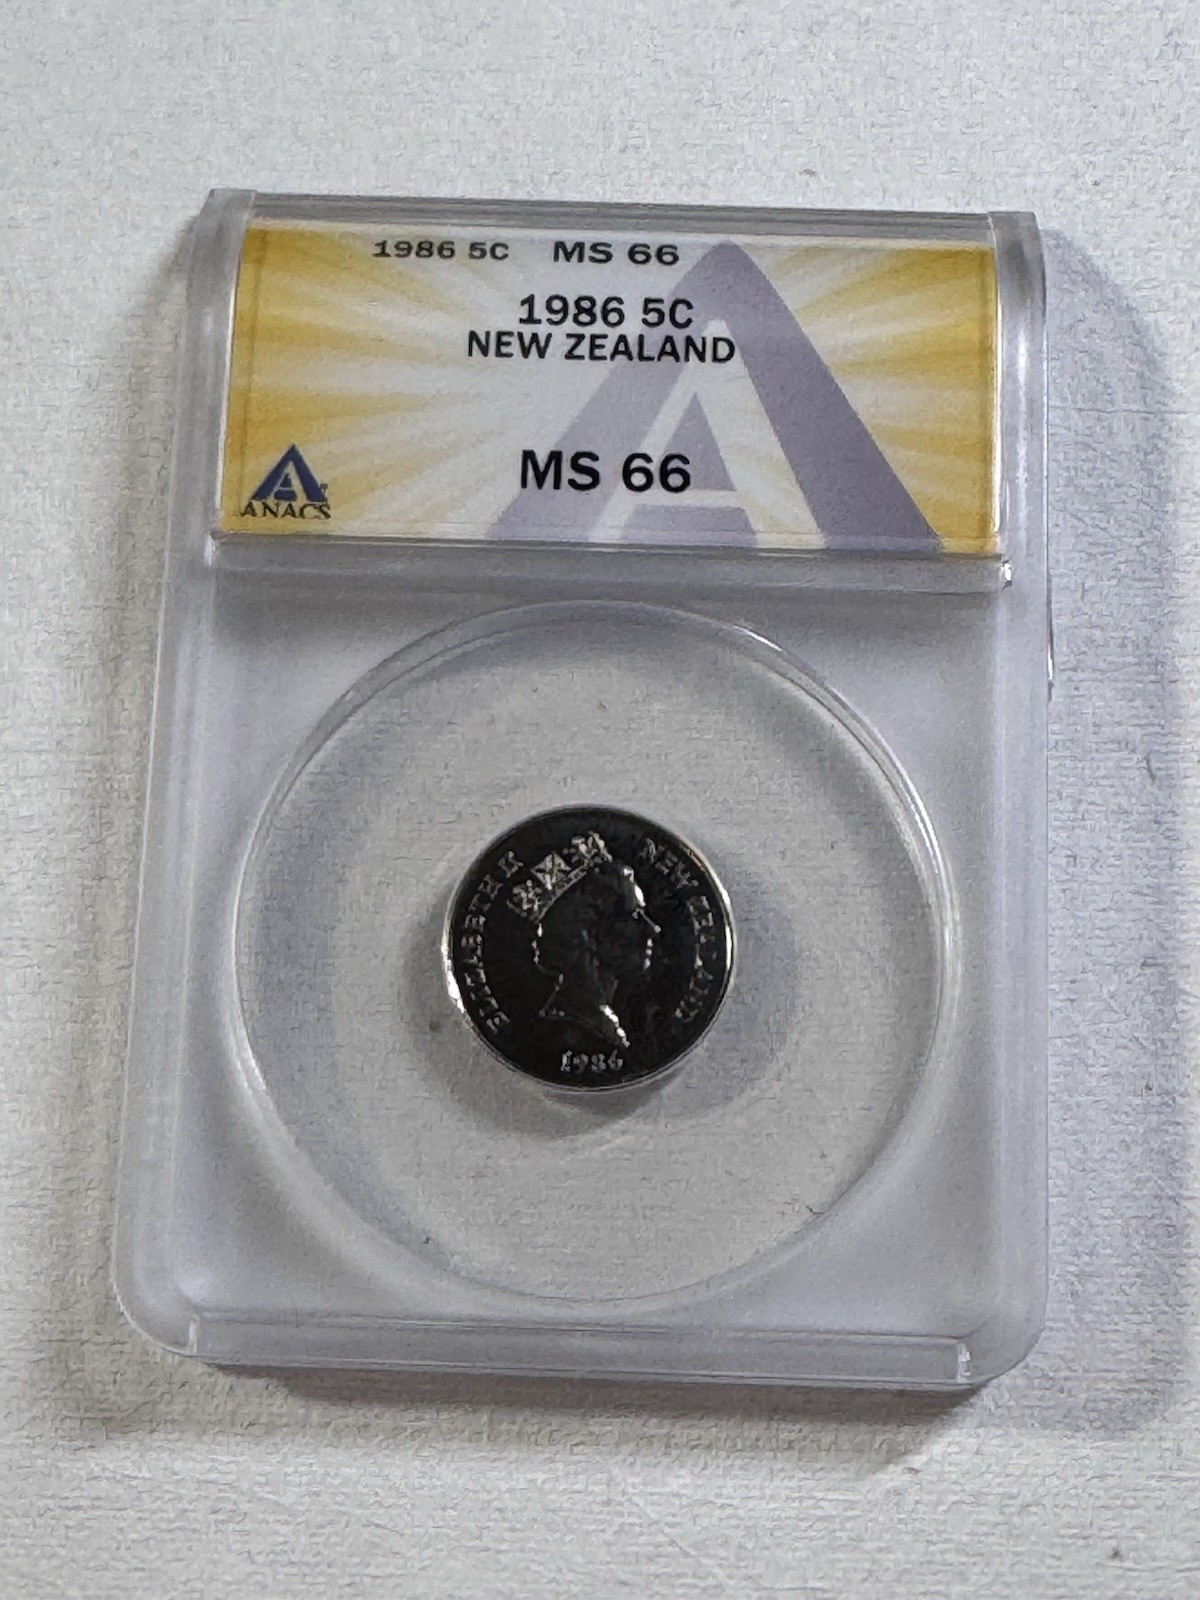 1986 5C MS 66
1986 5C
NEW ZEALAND
MS 66
ANACS
ELIZABETH II NEW ZEALAND
1986